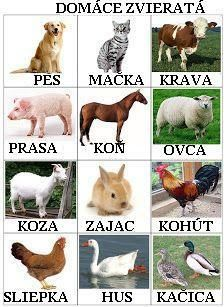 DOMÁCE ZVIERATÁ
PES MAČKA KRAVA
PRASA KOŇ OVCA
KOZA ZAJAC KOHÚT
SLIEPKA HUS KAČICA